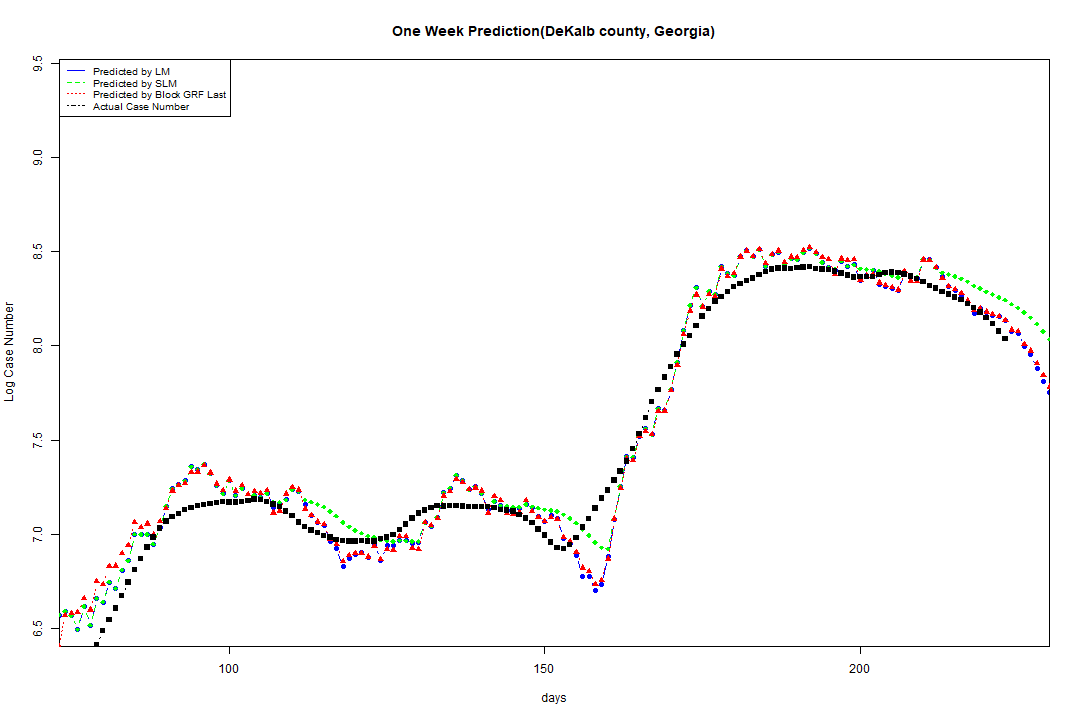 One Week Prediction(DeKalb county, Georgia)
Predicted by LM
Predicted by SLM
Predicted by Block GRF Last
Actual Case Number
9.5
9.0
8.5
8.0
7.5
7.0
6.5
Log Case Number
100 150 200
days